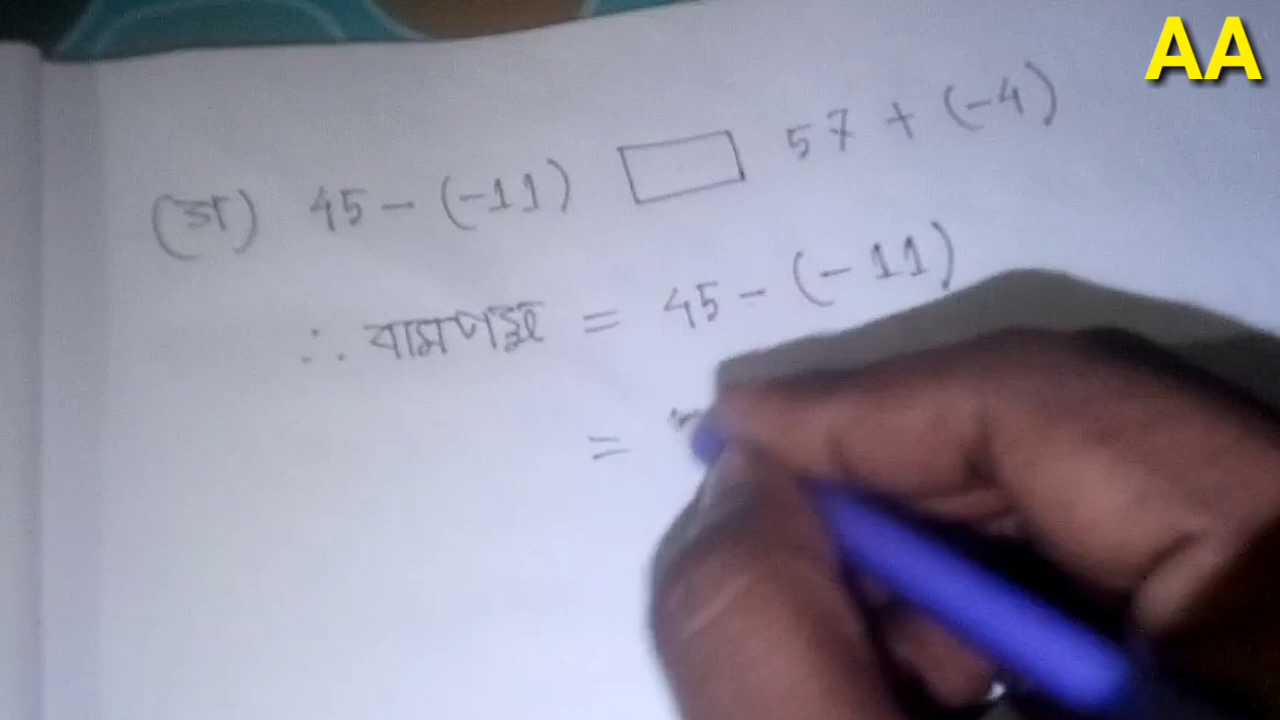 AA
(ज) 45 - (-11) □ 57 + (-4)
∴ বামপক্ষ = 45 - (-11)
=